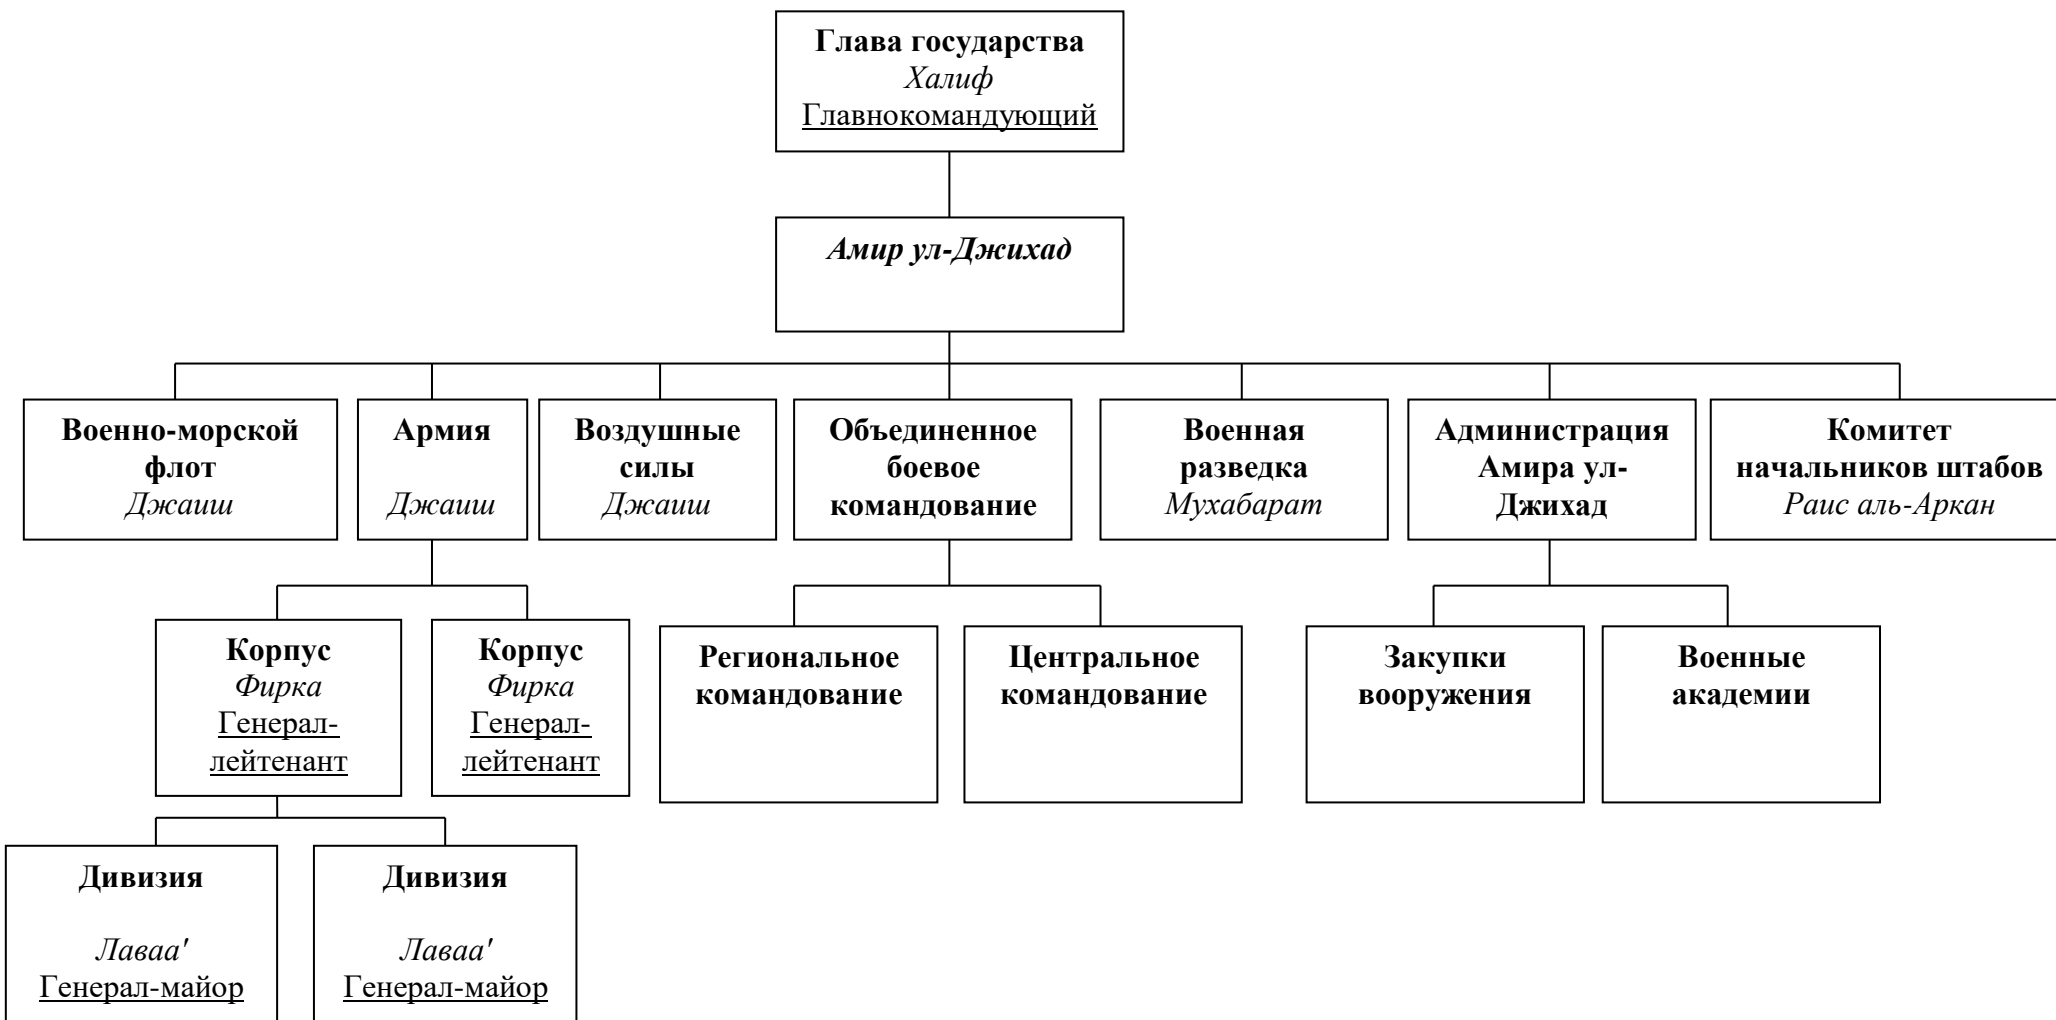 Глава государства
Халиф
Главнокомандующий
Амир ул-Джихад
Военно-морской
флот
Джаиш
Армия
Джаиш
Воздушные
силы
Джаиш
Объединенное
боевое
командование
Военная
разведка
Мухабарат
Администрация
Амира ул-
Джихад
Комитет
начальников штабов
Раис аль-Аркан
Корпус
Фирка
Генерал-
лейтенант
Корпус
Фирка
Генерал-
лейтенант
Региональное
командование
Центральное
командование
Закупки
вооружения
Военные
академии
Дивизия
Лаваа'
Генерал-майор
Дивизия
Лаваа'
Генерал-майор